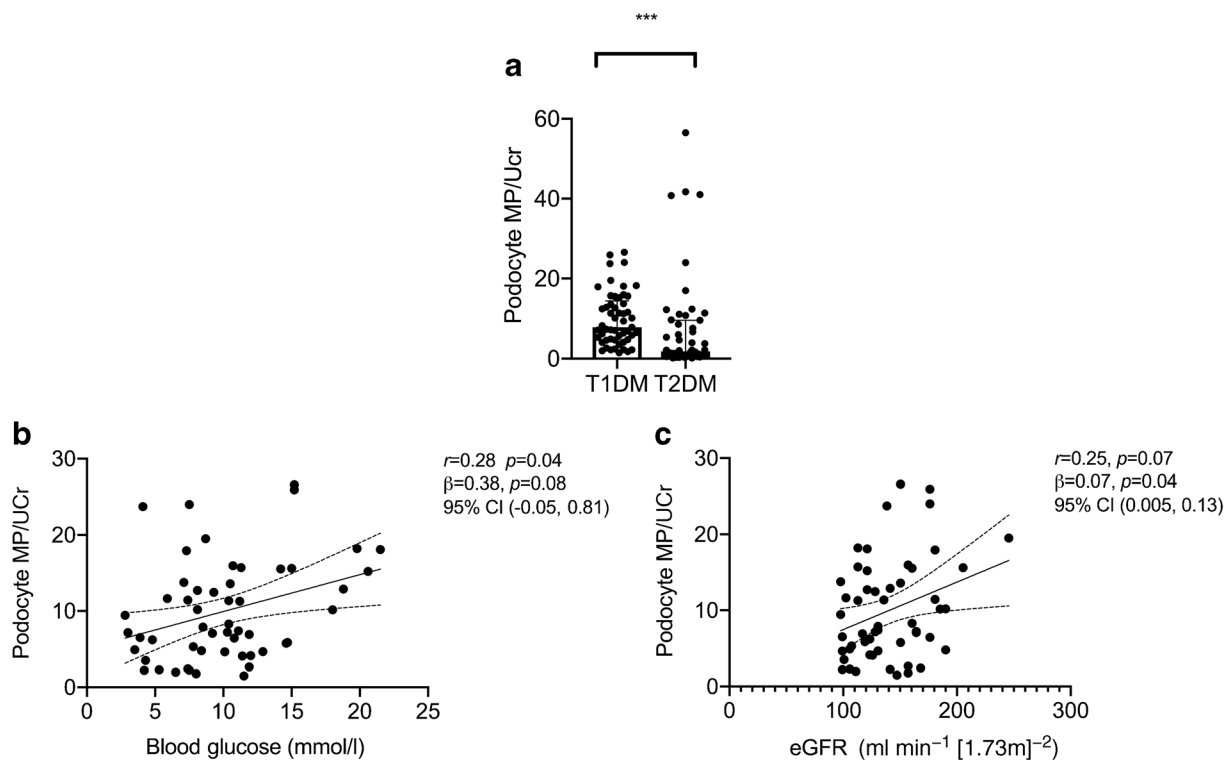 ***
a
60
40
20
0
Podocyte MP/Ucr
T1DM T2DM
b
30
20
10
0
Podocyte MP/UCr
0 5 10 15 20 25
Blood glucose (mmol/l)
r=0.28 p=0.04
β=0.38, p=0.08
95% CI (-0.05, 0.81)
c
30
20
10
0
Podocyte MP/UCr
0 100 200 300
eGFR (ml min⁻¹ [1.73m]⁻²)
r=0.25, p=0.07
β=0.07, p=0.04
95% CI (0.005, 0.13)